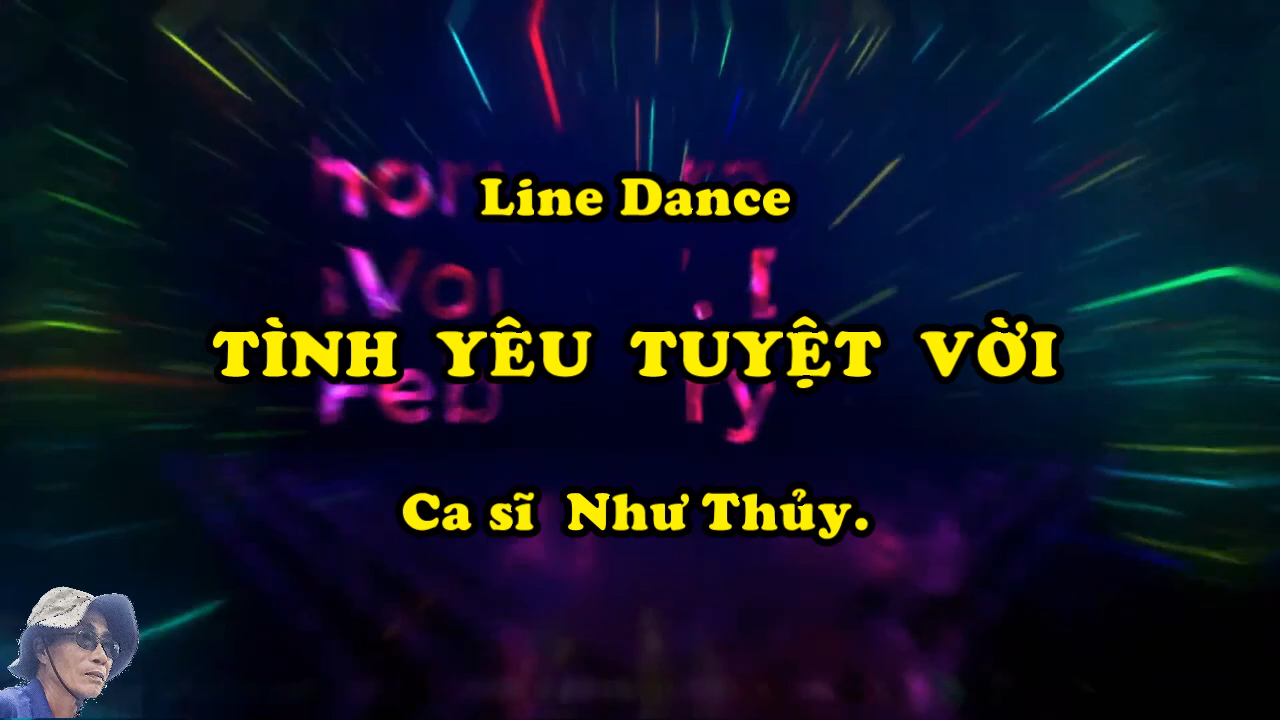 Line Dance
TÌNH YÊU TUYỆT VỜI
Ca sĩ Như Thủy.